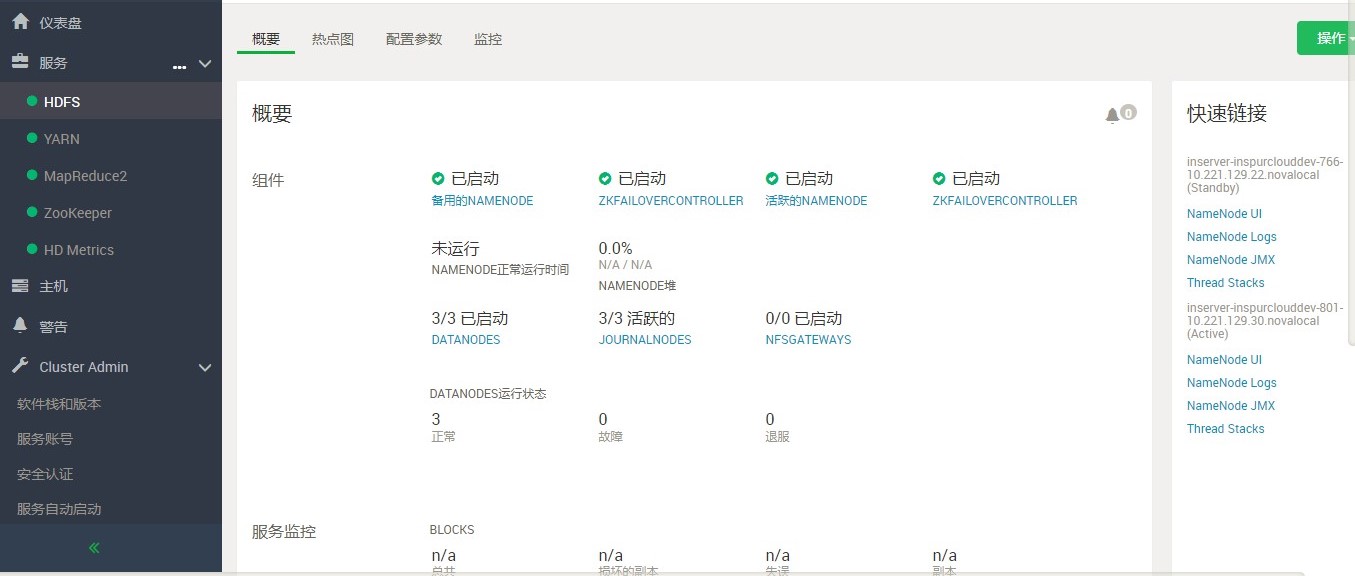 仪表盘
服务
...
HDFS
YARN
MapReduce2
ZooKeeper
HD Metrics
主机
警告
Cluster Admin
软件栈和版本
服务账号
安全认证
服务自动启动
概要 热点图 配置参数 监控
操作
概要
0
组件
已启动 已启动 已启动 已启动
备用的NAMENODE ZKFAILOVERCONTROLLER 活跃的NAMENODE ZKFAILOVERCONTROLLER
未运行 0.0%
NAMENODE正常运行时间 N/A / N/A
NAMENODE堆
3/3 已启动 3/3 活跃的 0/0 已启动
DATANODES JOURNALNODES NFSGATEWAYS
DATANODES运行状态
3 0 0
正常 故障 退服
服务监控
BLOCKS
n/a n/a n/a n/a
总共 损坏的副本 失误 副本
快速链接
inserver-inspurclouddev-766-
10.221.129.22.novalocal
(Standby)
NameNode UI
NameNode Logs
NameNode JMX
Thread Stacks
inserver-inspurclouddev-801-
10.221.129.30.novalocal
(Active)
NameNode UI
NameNode Logs
NameNode JMX
Thread Stacks